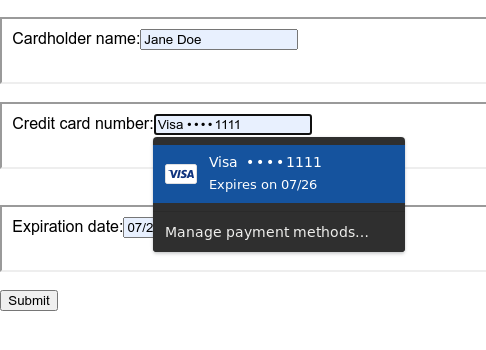 Cardholder name: Jane Doe
Credit card number: Visa ••••1111
VISA Visa ••••1111
Expires on 07/26
Expiration date: 07/2
Manage payment methods...
Submit